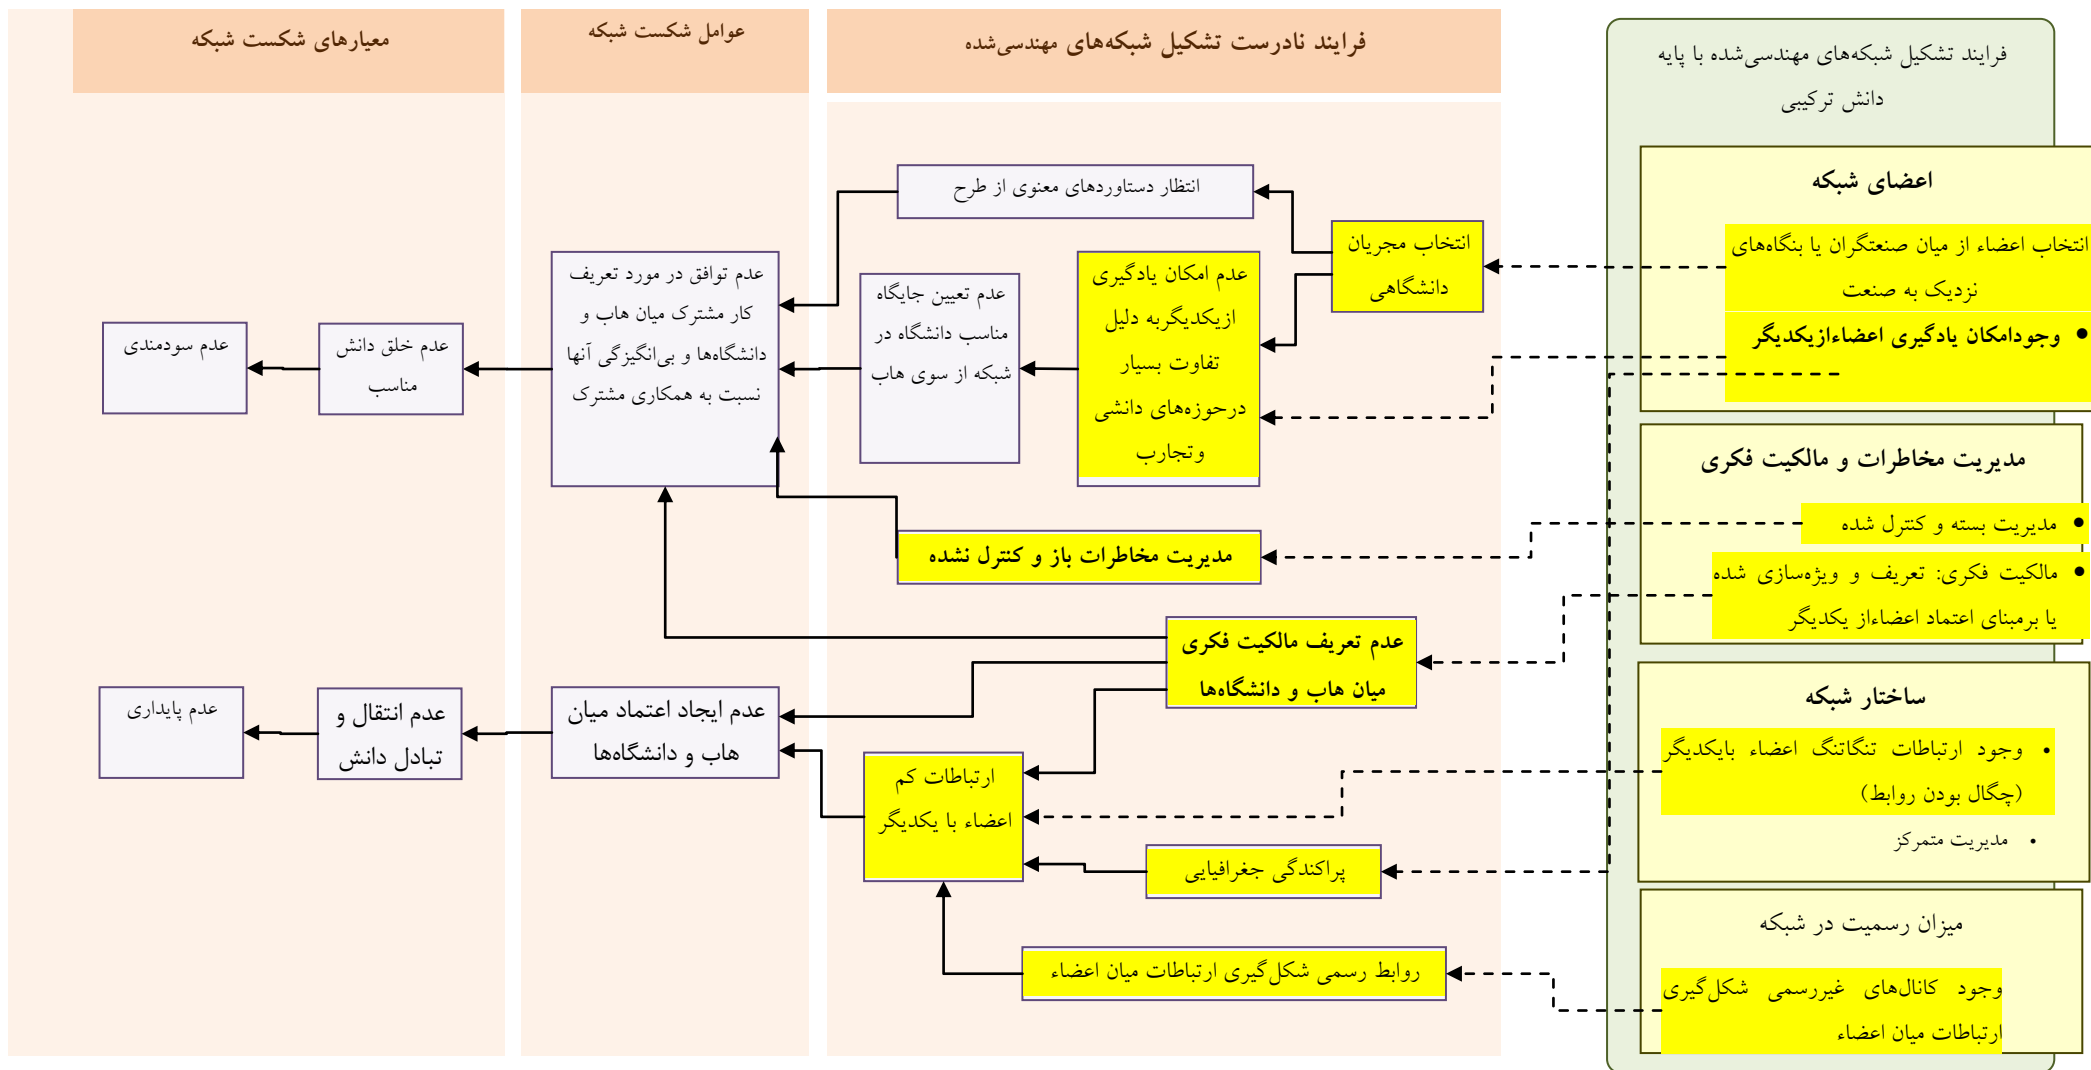 فرایند تشکیل شبکه‌های مهندسی‌شده با پایه
دانش ترکیبی
اعضای شبکه
انتخاب اعضاء از میان صنعتگران یا بنگاه‌های
نزدیک به صنعت
• وجودامکان یادگیری اعضاءازیکدیگر
مدیریت مخاطرات و مالکیت فکری
• مدیریت بسته و کنترل شده
• مالکیت فکری: تعریف و ویژه‌سازی شده
یا برمبنای اعتماد اعضاءاز یکدیگر
ساختار شبکه
• وجود ارتباطات تنگاتنگ اعضاء بایکدیگر
(چگال بودن روابط)
• مدیریت متمرکز
میزان رسمیت در شبکه
وجود کانال‌های غیررسمی شکل‌گیری
ارتباطات میان اعضاء
فرایند نادرست تشکیل شبکه‌های مهندسی‌شده
انتخاب مجریان
دانشگاهی
انتظار دستاوردهای معنوی از طرح
عدم امکان یادگیری
ازیکدیگربه دلیل
تفاوت بسیار
درحوزه‌های دانشی
وتجارب
عدم تعیین جایگاه
مناسب دانشگاه در
شبکه از سوی هاب
مدیریت مخاطرات باز و کنترل نشده
عدم تعریف مالکیت فکری
میان هاب و دانشگاه‌ها
ارتباطات کم
اعضاء با یکدیگر
پراکندگی جغرافیایی
روابط رسمی شکل‌گیری ارتباطات میان اعضاء
عوامل شکست شبکه
عدم توافق در مورد تعریف
کار مشترک میان هاب و
دانشگاه‌ها و بی‌انگیزگی آنها
نسبت به همکاری مشترک
عدم ایجاد اعتماد میان
هاب و دانشگاه‌ها
معیارهای شکست شبکه
عدم خلق دانش
مناسب
عدم سودمندی
عدم انتقال و
تبادل دانش
عدم پایداری